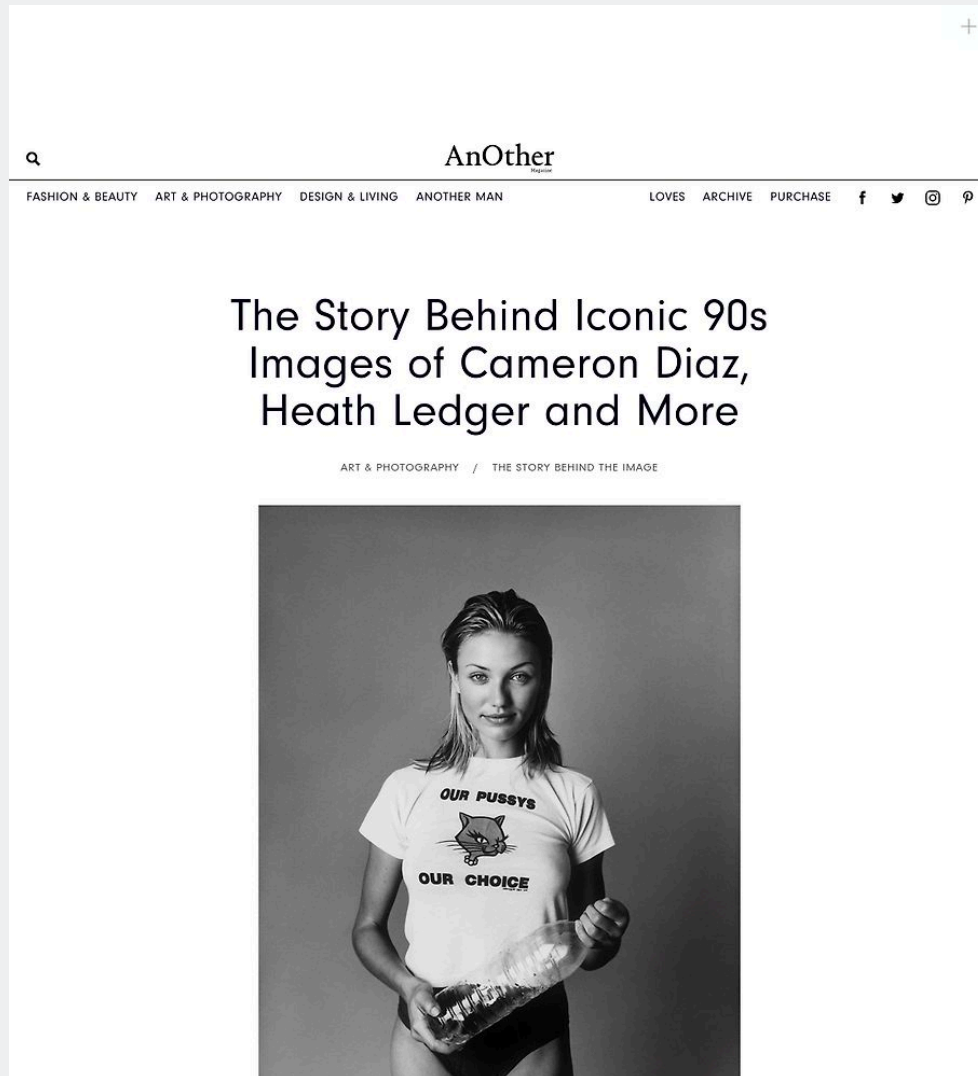 AnOther
Magazine
FASHION & BEAUTY ART & PHOTOGRAPHY DESIGN & LIVING ANOTHER MAN LOVES ARCHIVE PURCHASE
The Story Behind Iconic 90s
Images of Cameron Diaz,
Heath Ledger and More
ART & PHOTOGRAPHY / THE STORY BEHIND THE IMAGE
OUR PUSSYS
OUR CHOICE